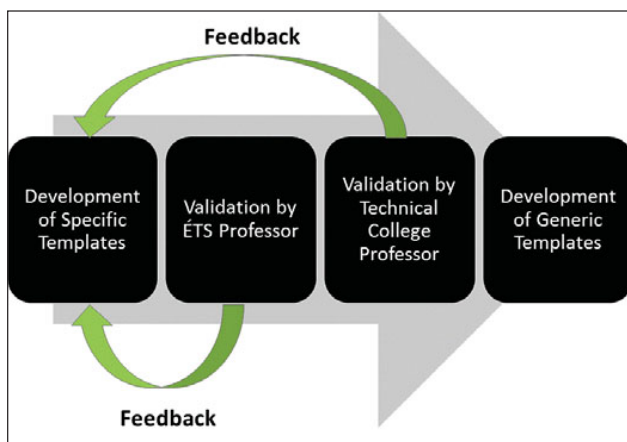 Feedback
Development
of Specific
Templates
Validation by
ÉTS Professor
Validation by
Technical
College
Professor
Development
of Generic
Templates
Feedback